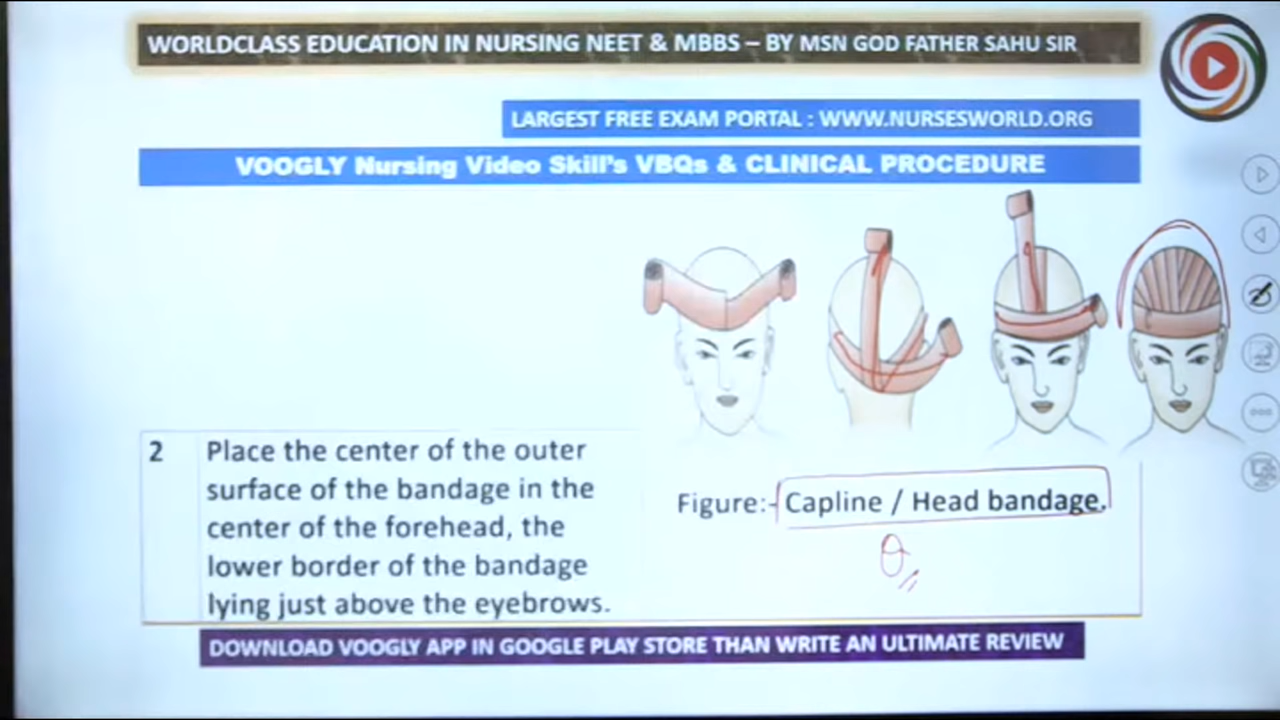 WORLDCLASS EDUCATION IN NURSING NEET & MBBS – BY MSN GOD FATHER SAHU SIR
LARGEST FREE EXAM PORTAL : WWW.NURSESWORLD.ORG
VOOGLY Nursing Video Skill's VBQs & CLINICAL PROCEDURE
2 Place the center of the outer
surface of the bandage in the
center of the forehead, the
lower border of the bandage
lying just above the eyebrows.
Figure:- Capline / Head bandage.
DOWNLOAD VOOGLY APP IN GOOGLE PLAY STORE THAN WRITE AN ULTIMATE REVIEW